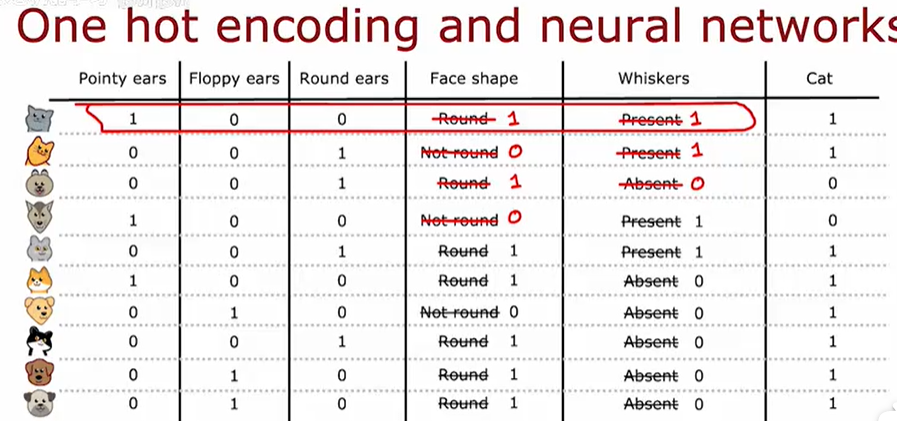 One hot encoding and neural networks
Pointy ears Floppy ears Round ears Face shape Whiskers Cat
1 0 0 Round 1 Present 1 1
0 0 1 Not round 0 Present 1 1
0 0 1 Round 1 Absent 0 0
1 0 0 Not round 0 Present 1 0
0 0 1 Round 1 Present 1 1
1 0 0 Round 1 Absent 0 1
0 1 0 Not round 0 Absent 0 1
0 0 1 Round 1 Absent 0 1
0 1 0 Round 1 Absent 0 1
0 1 0 Round 1 Absent 0 1